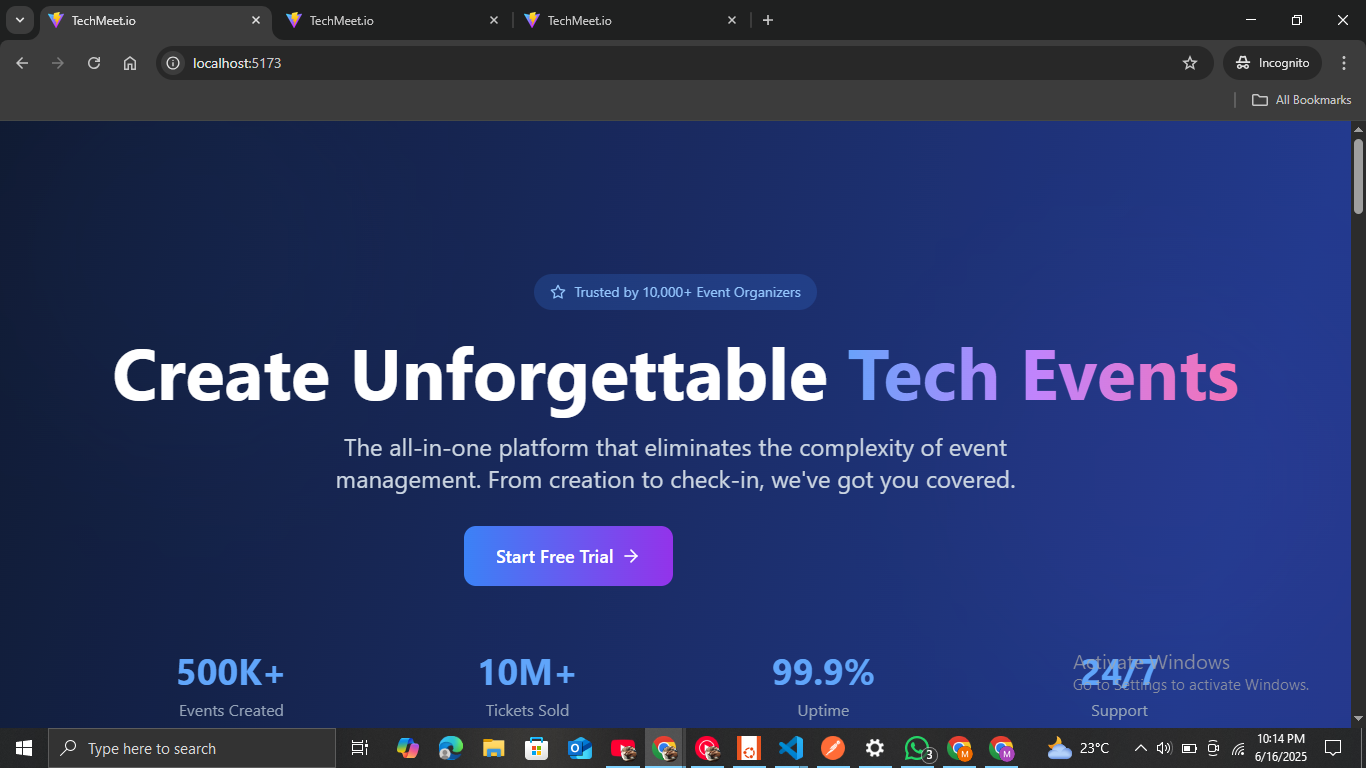 TechMeet.io
TechMeet.io
TechMeet.io
localhost:5173
Incognito
All Bookmarks
Trusted by 10,000+ Event Organizers
Create Unforgettable Tech Events
The all-in-one platform that eliminates the complexity of event
management. From creation to check-in, we've got you covered.
Start Free Trial
500K+
Events Created
10M+
Tickets Sold
99.9%
Uptime
24/7
Support
Activate Windows
Go to Settings to activate Windows.
Type here to search
3
M
M
23°C
10:14 PM
6/16/2025